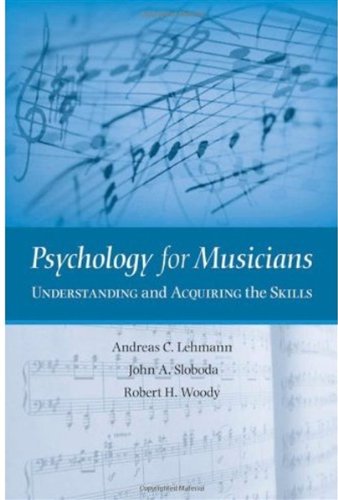 Psychology for Musicians
UNDERSTANDING and ACQUIRING the SKILLS
Andreas C. Lehmann
John A. Sloboda
Robert H. Woody